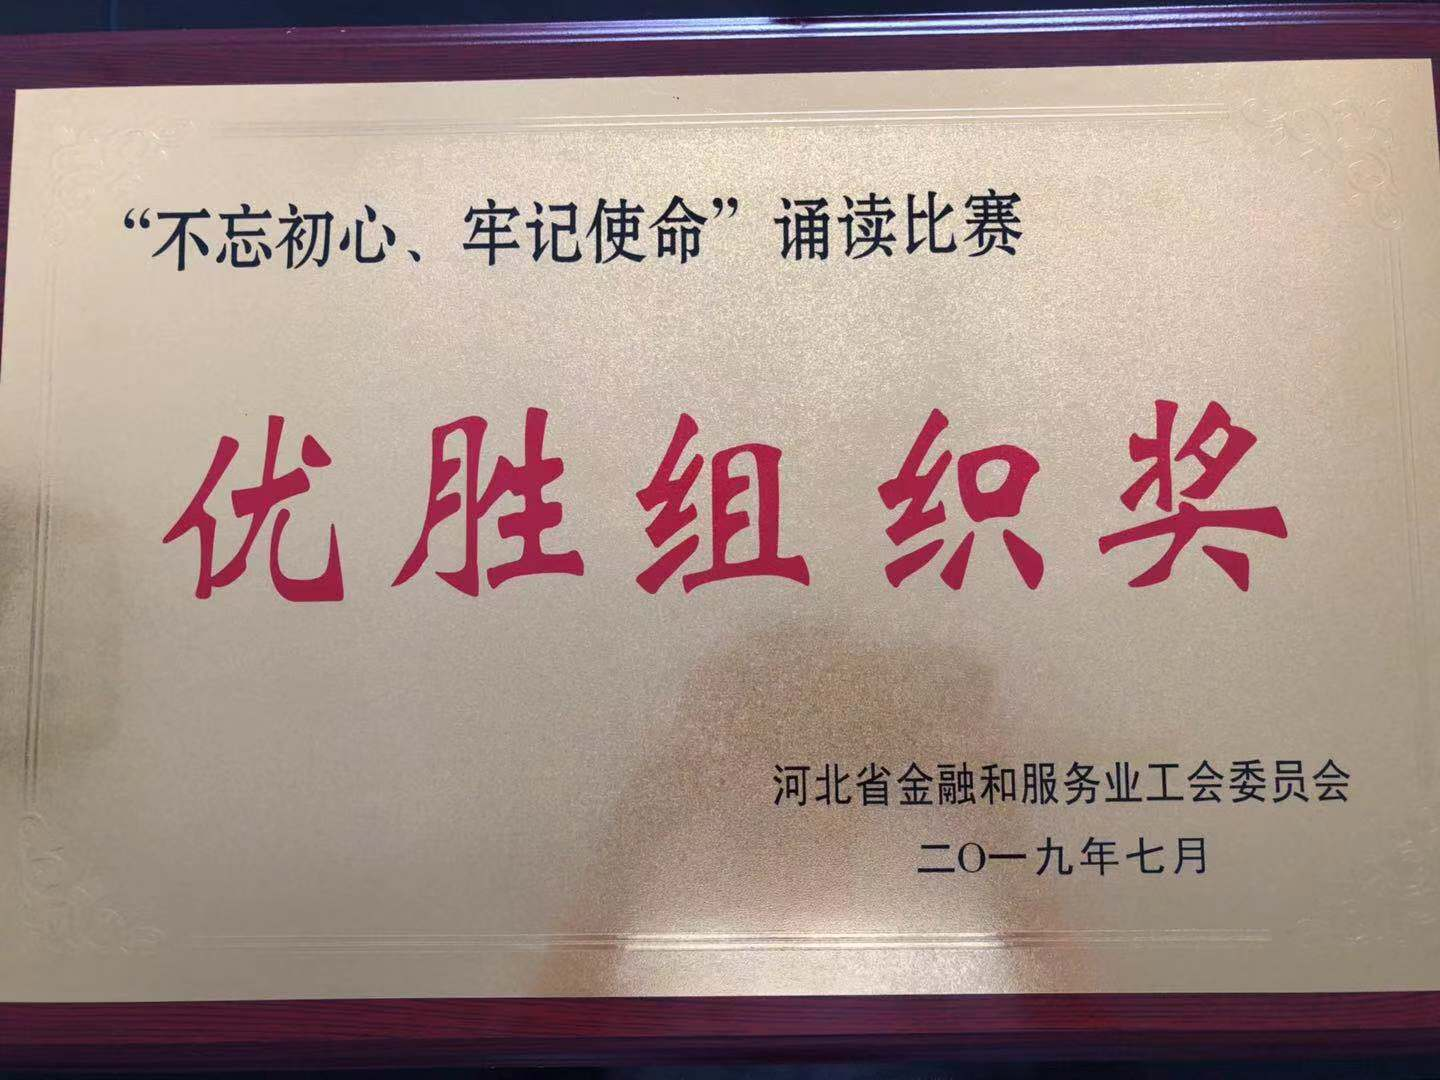 “不忘初心、牢记使命”诵读比赛
优胜组织奖
河北省金融和服务业工会委员会
二〇一九年七月